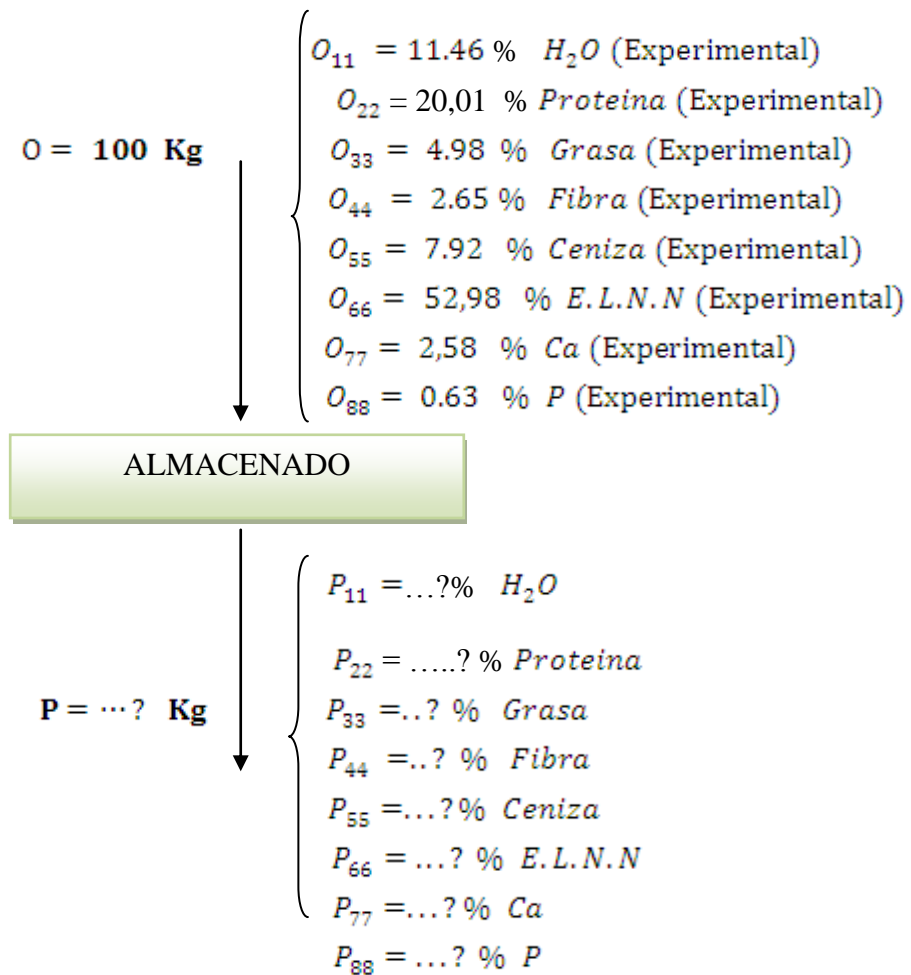 O₁₁ = 11.46 % H₂O (Experimental)
O₂₂ = 20,01 % Proteina (Experimental)
O = 100 Kg
O₃₃ = 4.98 % Grasa (Experimental)
O₄₄ = 2.65 % Fibra (Experimental)
O₅₅ = 7.92 % Ceniza (Experimental)
O₆₆ = 52,98 % E.L.N.N (Experimental)
O₇₇ = 2,58 % Ca (Experimental)
O₈₈ = 0.63 % P (Experimental)
ALMACENADO
P₁₁ =...?% H₂O
P₂₂ = .....? % Proteina
P = ···? Kg
P₃₃ =..? % Grasa
P₄₄ =..? % Fibra
P₅₅ =...?% Ceniza
P₆₆ = ...? % E.L.N.N
P₇₇ =...?% Ca
P₈₈ = ...? % P